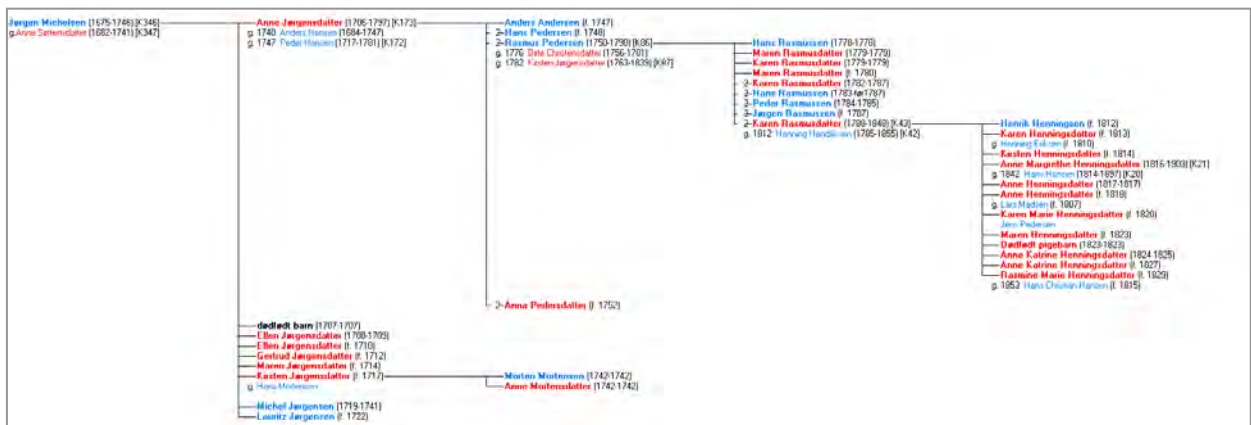 Jørgen Michelsen (1675-1746) [K346]
g. Anne Sørensdatter (1682-1741) [K347]
Anne Jørgensdatter (1706-1797) [K173]
g. 1740 Anders Hansen (1684-1747)
g. 1747 Peder Hansen (1717-1781) [K172]
Anders Andersen (f. 1747)
2- Hans Pedersen (f. 1748)
2- Rasmus Pedersen (1750-1790) [K86]
g. 1776 Birte Christensdatter (1756-1781)
g. 1782 Kirsten Jørgensdatter (1763-1839) [K87]
Hans Rasmussen (1778-1778)
Maren Rasmusdatter (1779-1779)
Karen Rasmusdatter (1779-1779)
Maren Rasmusdatter (f. 1780)
2- Karen Rasmusdatter (1782-1787)
2- Hans Rasmussen (1783-før1787)
2- Peder Rasmussen (1784-1785)
2- Jørgen Rasmussen (f. 1787)
2- Karen Rasmusdatter (1788-1848) [K43]
g. 1812 Henning Hendriksen (1785-1855) [K42]
Henrik Henningsen (f. 1812)
Karen Henningsdatter (f. 1813)
g. Henning Eriksen (f. 1810)
Kirsten Henningsdatter (f. 1814)
Anne Margrethe Henningsdatter (1816-1903) [K21]
g. 1842 Hans Hansen (1814-1897) [K20]
Anne Henningsdatter (1817-1817)
Anne Henningsdatter (f. 1818)
g. Lars Madsen (f. 1807)
Karen Marie Henningsdatter (f. 1820)
Jens Pedersen
Maren Henningsdatter (f. 1823)
Dødfødt pigebarn (1823-1823)
Anne Katrine Henningsdatter (1824-1825)
Anne Katrine Henningsdatter (f. 1827)
Rasmine Marie Henningsdatter (f. 1829)
g. 1853 Hans Christian Hansen (f. 1815)
2- Anna Pedersdatter (f. 1752)
dødfødt barn (1707-1707)
Ellen Jørgensdatter (1708-1709)
Ellen Jørgensdatter (f. 1710)
Gertrud Jørgensdatter (f. 1712)
Maren Jørgensdatter (f. 1714)
Kirsten Jørgensdatter (f. 1717)
g. Hans Mortensen
Morten Mortensen (1742-1742)
Anne Mortensdatter (1742-1742)
Michel Jørgensen (1719-1741)
Lauritz Jørgensen (f. 1722)